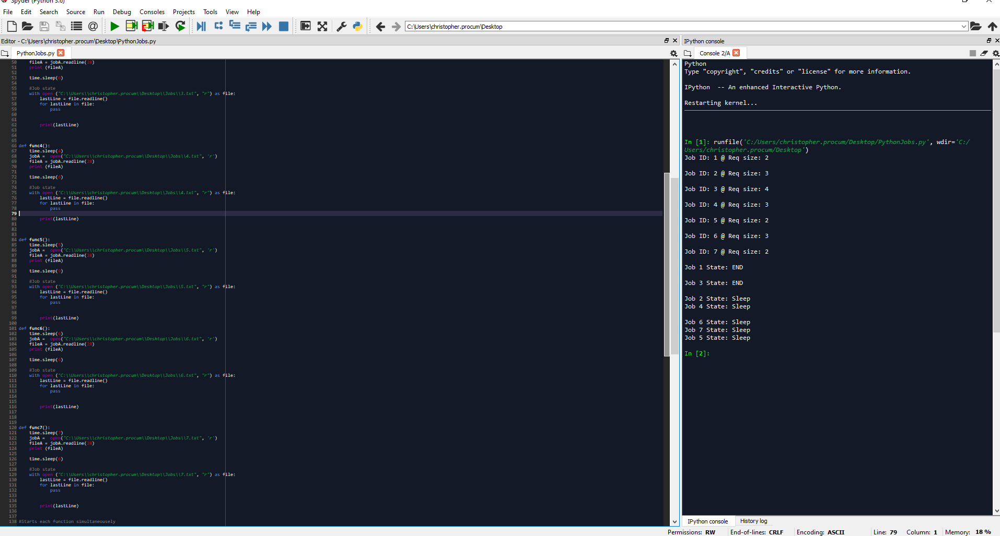 Spyder (Python 3.6)
File Edit Search Source Run Debug Consoles Projects Tools View Help
C:\Users\christopher.procum\Desktop
Editor - C:\Users\christopher.procum\Desktop\PythonJobs.py
PythonJobs.py
50 fileA = jobA.readline(20)
51 print (fileA)
52
53 time.sleep(6)
54
55 #Job state
56 with open ("C:\\Users\\christopher.procum\\Desktop\\Jobs\\3.txt", "r") as file:
57 lastLine = file.readline()
58 for lastLine in file:
59 pass
60
61
62 print(lastLine)
63
64
65
66 def func4():
67 time.sleep(4)
68 jobA = open("C:\\Users\\christopher.procum\\Desktop\\Jobs\\4.txt", 'r')
69 fileA = jobA.readline(20)
70 print (fileA)
71
72 time.sleep(6)
73
74 #Job state
75 with open ("C:\\Users\\christopher.procum\\Desktop\\Jobs\\4.txt", "r") as file:
76 lastLine = file.readline()
77 for lastLine in file:
78 pass
79
80 print(lastLine)
81
82
83
84 def func5():
85 time.sleep(5)
86 jobA = open("C:\\Users\\christopher.procum\\Desktop\\Jobs\\5.txt", 'r')
87 fileA = jobA.readline(20)
88 print (fileA)
89
90 time.sleep(9)
91
92 #Job state
93 with open ("C:\\Users\\christopher.procum\\Desktop\\Jobs\\5.txt", "r") as file:
94 lastLine = file.readline()
95 for lastLine in file:
96 pass
97
98
99 print(lastLine)
100
101 def func6():
102 time.sleep(6)
103 jobA = open("C:\\Users\\christopher.procum\\Desktop\\Jobs\\6.txt", 'r')
104 fileA = jobA.readline(20)
105 print (fileA)
106
107 time.sleep(6)
108
109 #Job state
110 with open ("C:\\Users\\christopher.procum\\Desktop\\Jobs\\6.txt", "r") as file:
111 lastLine = file.readline()
112 for lastLine in file:
113 pass
114
115
116 print(lastLine)
117
118
119
120 def func7():
121 time.sleep(7)
122 jobA = open("C:\\Users\\christopher.procum\\Desktop\\Jobs\\7.txt", 'r')
123 fileA = jobA.readline(20)
124 print (fileA)
125
126 time.sleep(6)
127
128 #Job state
129 with open ("C:\\Users\\christopher.procum\\Desktop\\Jobs\\7.txt", "r") as file:
130 lastLine = file.readline()
131 for lastLine in file:
132 pass
133
134
135 print(lastLine)
136
137
138 #Starts each function simultaneousely
IPython console
Console 2/A
Python
Type "copyright", "credits" or "license" for more information.
IPython -- An enhanced Interactive Python.
Restarting kernel...
In [1]: runfile('C:/Users/christopher.procum/Desktop/PythonJobs.py', wdir='C:/
Users/christopher.procum/Desktop')
Job ID: 1 @ Req size: 2
Job ID: 2 @ Req size: 3
Job ID: 3 @ Req size: 4
Job ID: 4 @ Req size: 3
Job ID: 5 @ Req size: 2
Job ID: 6 @ Req size: 3
Job ID: 7 @ Req size: 2
Job 1 State: END
Job 3 State: END
Job 2 State: Sleep
Job 4 State: Sleep
Job 6 State: Sleep
Job 7 State: Sleep
Job 5 State: Sleep
In [2]:
IPython console History log
Permissions: RW End-of-lines: CRLF Encoding: ASCII Line: 79 Column: 1 Memory: 18 %